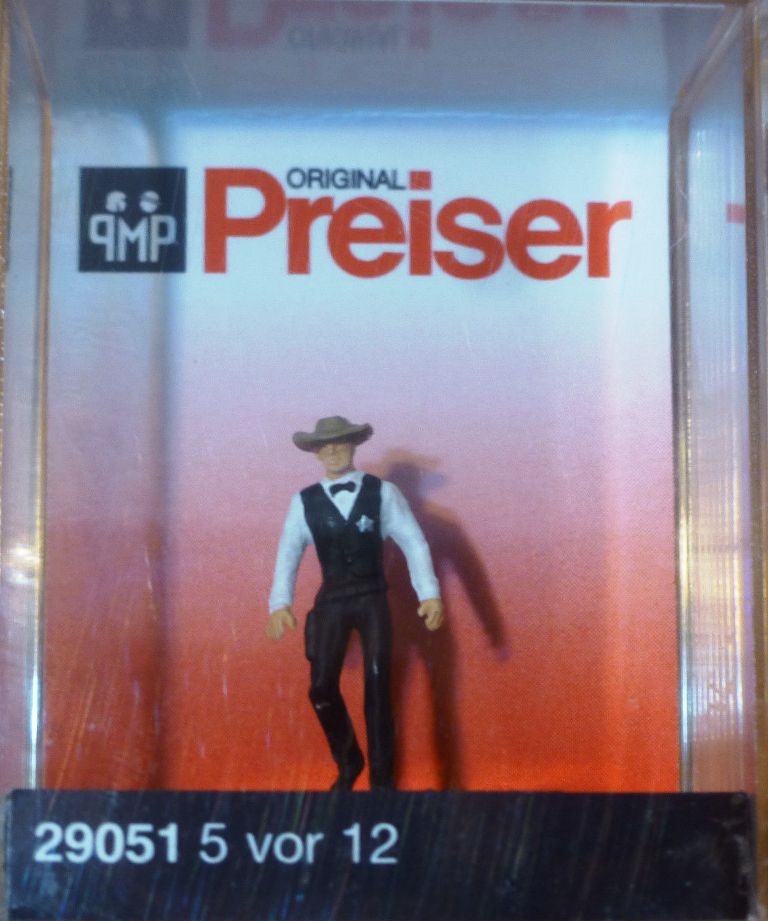 ORIGINAL
PMP Preiser
29051 5 vor 12